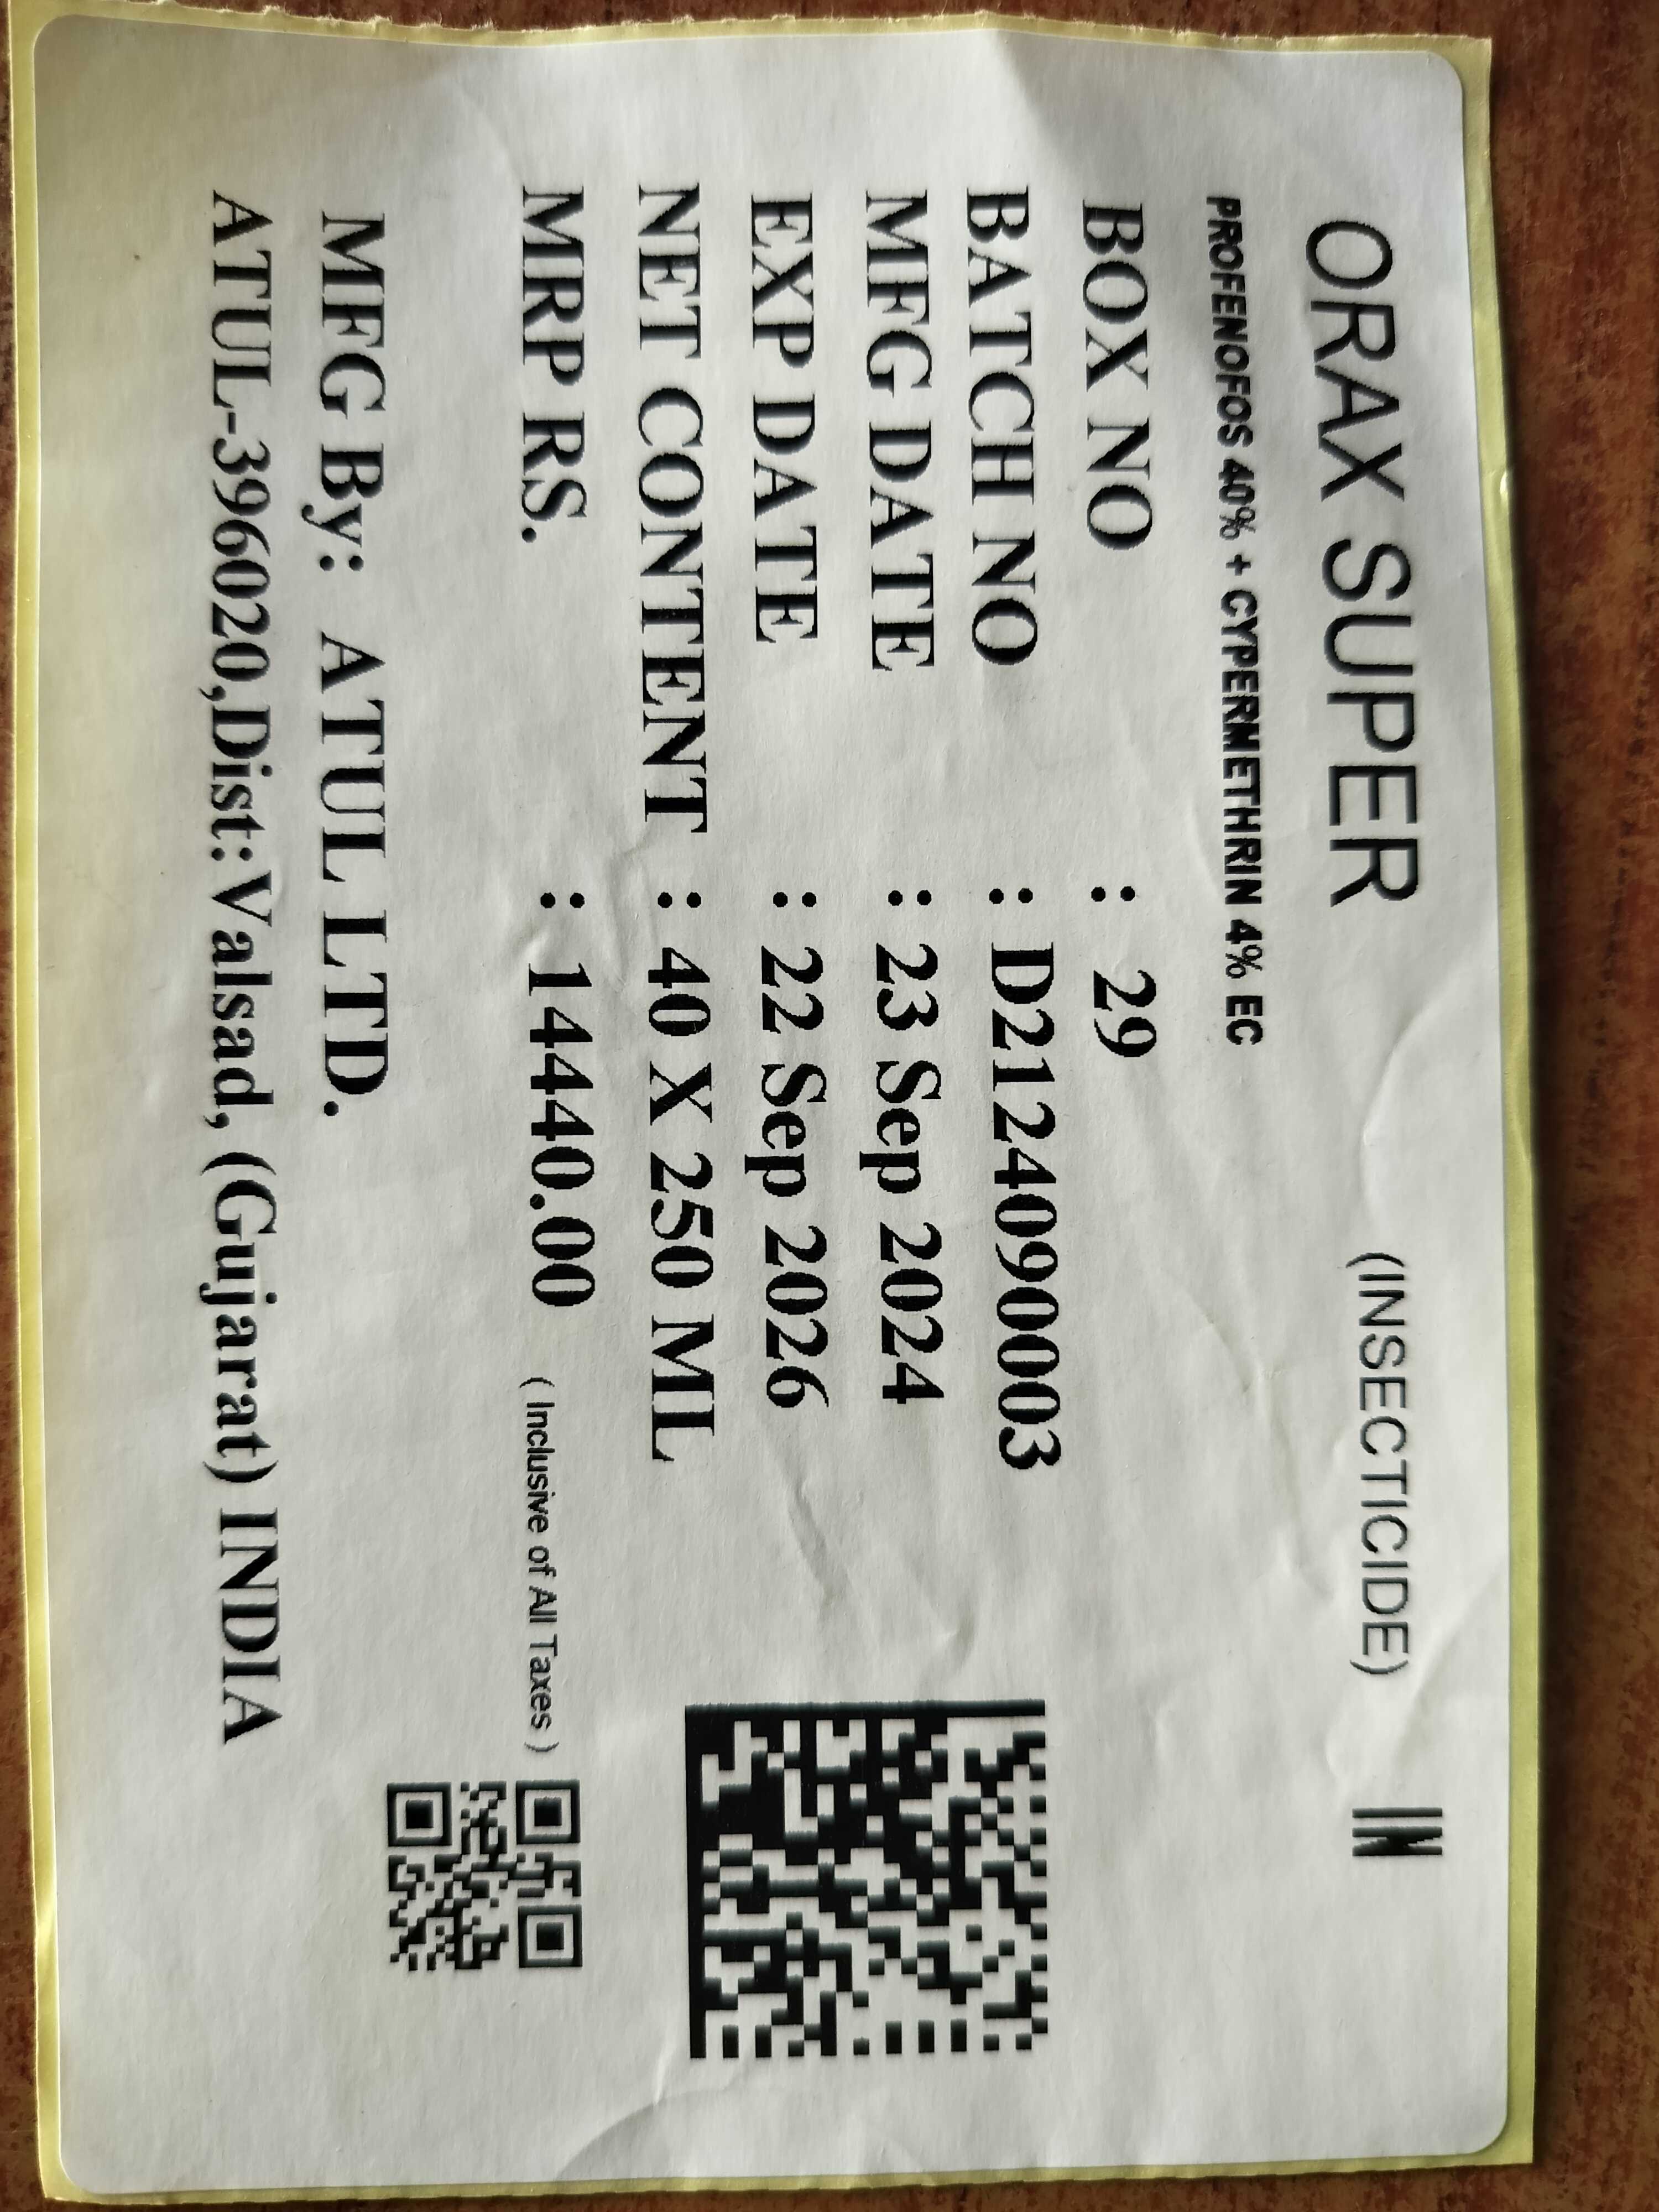 ORAX SUPER (INSECTICIDE) IN
PROFENOFOS 40% + CYPERMETHRIN 4% EC
BOX NO : 29
BATCH NO : D2124090003
MFG DATE : 23 Sep 2024
EXP DATE : 22 Sep 2026
NET CONTENT : 40 X 250 ML
MRP RS. : 14440.00 ( Inclusive of All Taxes )
MFG By: ATUL LTD.
ATUL-396020,Dist:Valsad, (Gujarat) INDIA